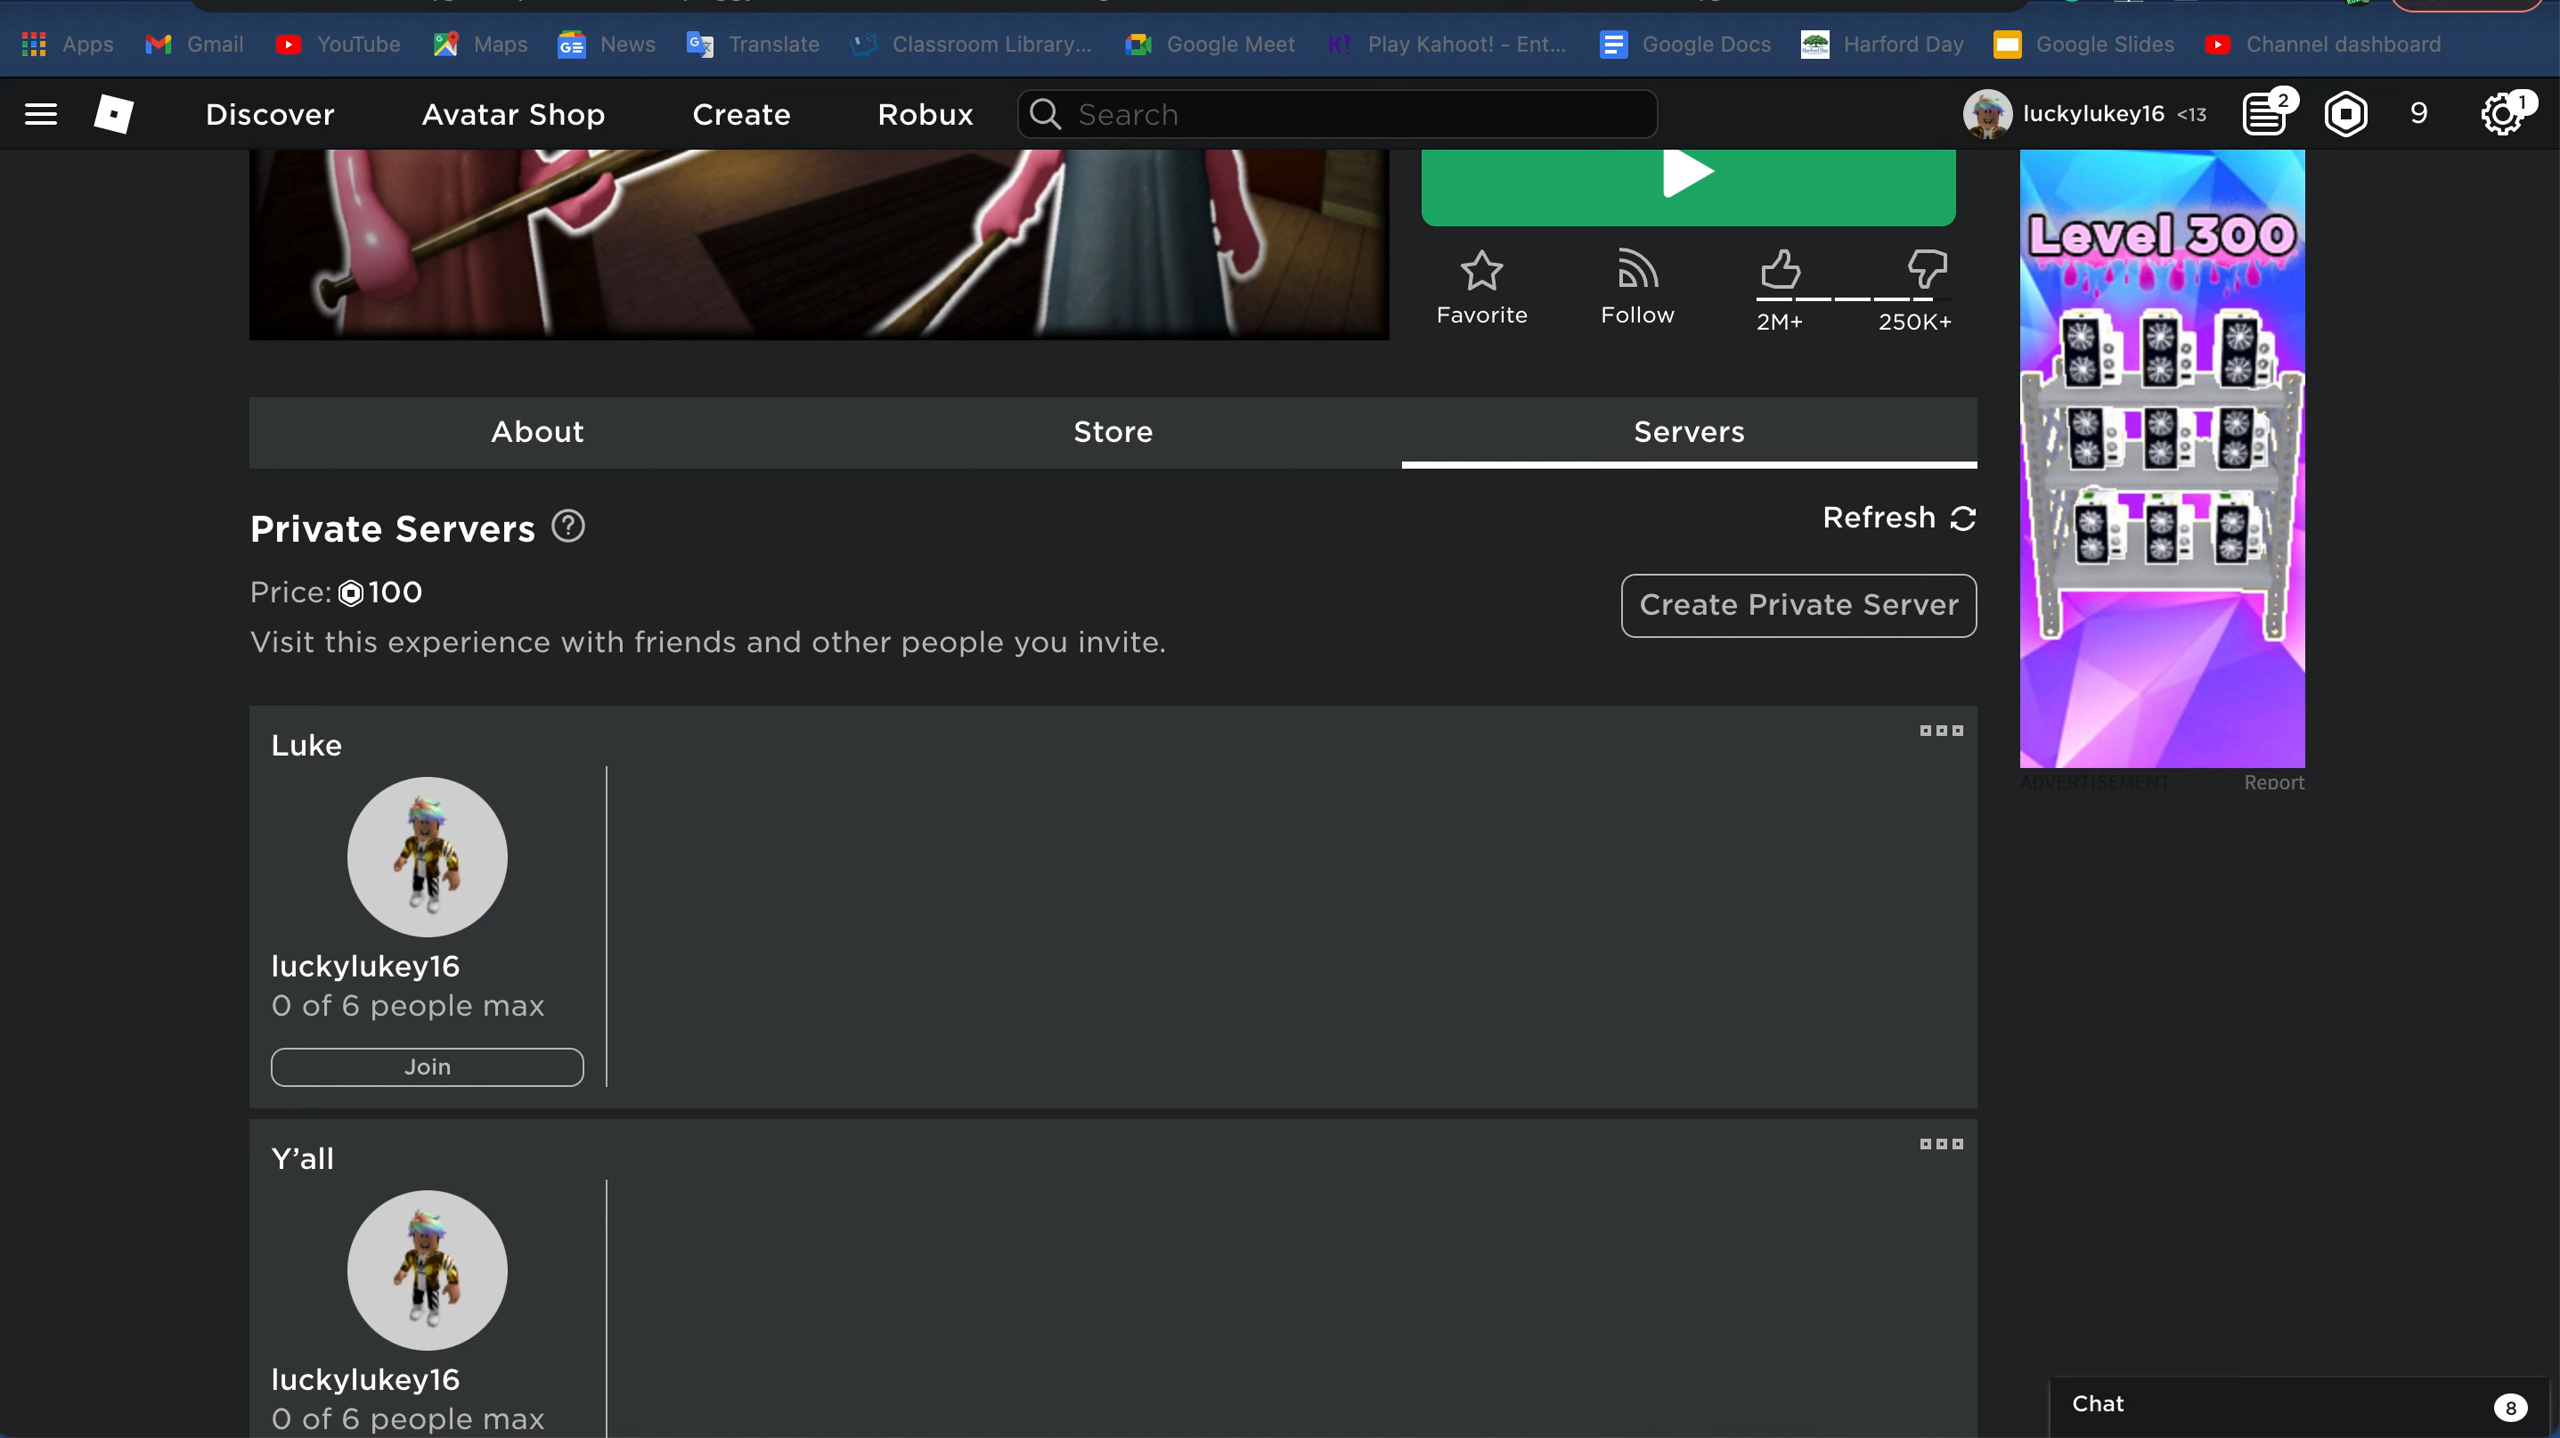 Apps Gmail YouTube Maps News Translate Classroom Library... Google Meet K! Play Kahoot! - Ent... Google Docs Harford Day Google Slides Channel dashboard
Discover Avatar Shop Create Robux Search luckylukey16 <13 2 9 1
Level 300
Favorite Follow 2M+ 250K+
About Store Servers
Private Servers ? Refresh
Price: 100
Create Private Server
Visit this experience with friends and other people you invite.
ADVERTISEMENT Report
Luke
luckylukey16
0 of 6 people max
Join
Y’all
luckylukey16
0 of 6 people max
Chat 8